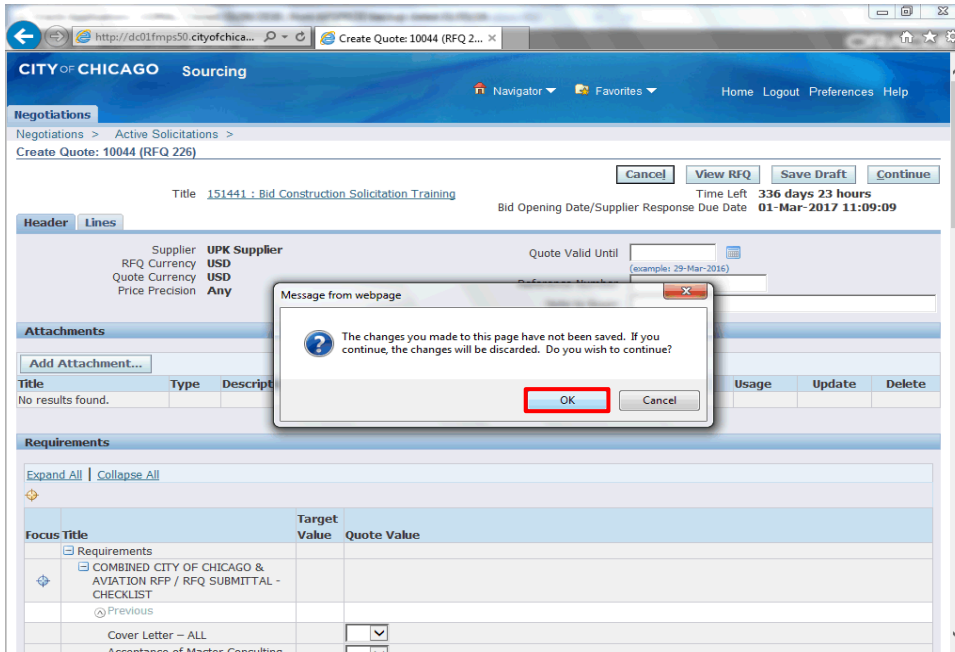 http://dc01fmps50.cityofchica...
Create Quote: 10044 (RFQ 2...
CITY OF CHICAGO Sourcing
Navigator Favorites Home Logout Preferences Help
Negotiations
Negotiations > Active Solicitations >
Create Quote: 10044 (RFQ 226)
Cancel View RFQ Save Draft Continue
Title 151441 : Bid Construction Solicitation Training
Time Left 336 days 23 hours
Bid Opening Date/Supplier Response Due Date 01-Mar-2017 11:09:09
Header Lines
Supplier UPK Supplier
RFQ Currency USD
Quote Currency USD
Price Precision Any
Quote Valid Until
(example: 29-Mar-2016)
Reference Number
Message from webpage
The changes you made to this page have not been saved. If you
continue, the changes will be discarded. Do you wish to continue?
OK Cancel
Attachments
Add Attachment...
Title Type Descript Usage Update Delete
No results found.
Requirements
Expand All | Collapse All
Focus Title Target Value Quote Value
Requirements
COMBINED CITY OF CHICAGO &
AVIATION RFP / RFQ SUBMITTAL -
CHECKLIST
Previous
Cover Letter – ALL
Acceptance of Master Consulting